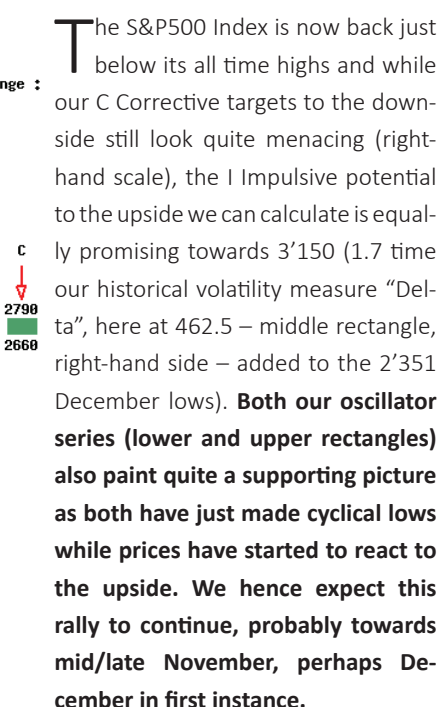 The S&P500 Index is now back just
below its all time highs and while
our C Corrective targets to the down-
side still look quite menacing (right-
hand scale), the I Impulsive potential
to the upside we can calculate is equal-
ly promising towards 3’150 (1.7 time
our historical volatility measure “Del-
ta”, here at 462.5 – middle rectangle,
right-hand side – added to the 2’351
December lows). Both our oscillator
series (lower and upper rectangles)
also paint quite a supporting picture
as both have just made cyclical lows
while prices have started to react to
the upside. We hence expect this
rally to continue, probably towards
mid/late November, perhaps De-
cember in first instance.
nge :
C
2790
2660